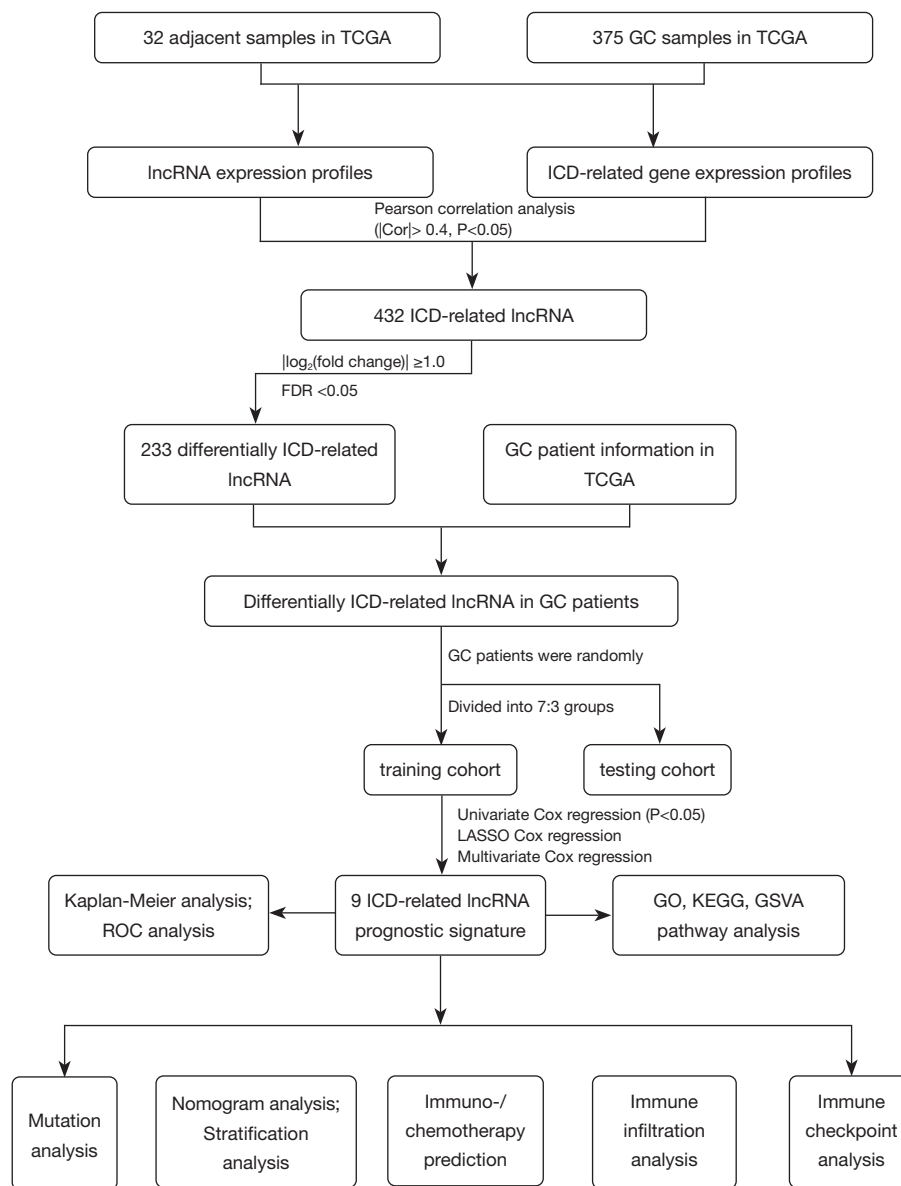 32 adjacent samples in TCGA
375 GC samples in TCGA
lncRNA expression profiles
ICD-related gene expression profiles
Pearson correlation analysis
(|Cor|> 0.4, P<0.05)
432 ICD-related lncRNA
|log₂(fold change)| ≥1.0
FDR <0.05
233 differentially ICD-related
lncRNA
GC patient information in
TCGA
Differentially ICD-related lncRNA in GC patients
GC patients were randomly
Divided into 7:3 groups
training cohort
testing cohort
Univariate Cox regression (P<0.05)
LASSO Cox regression
Multivariate Cox regression
Kaplan-Meier analysis;
ROC analysis
9 ICD-related lncRNA
prognostic signature
GO, KEGG, GSVA
pathway analysis
Mutation
analysis
Nomogram analysis;
Stratification
analysis
Immuno-/
chemotherapy
prediction
Immune
infiltration
analysis
Immune
checkpoint
analysis